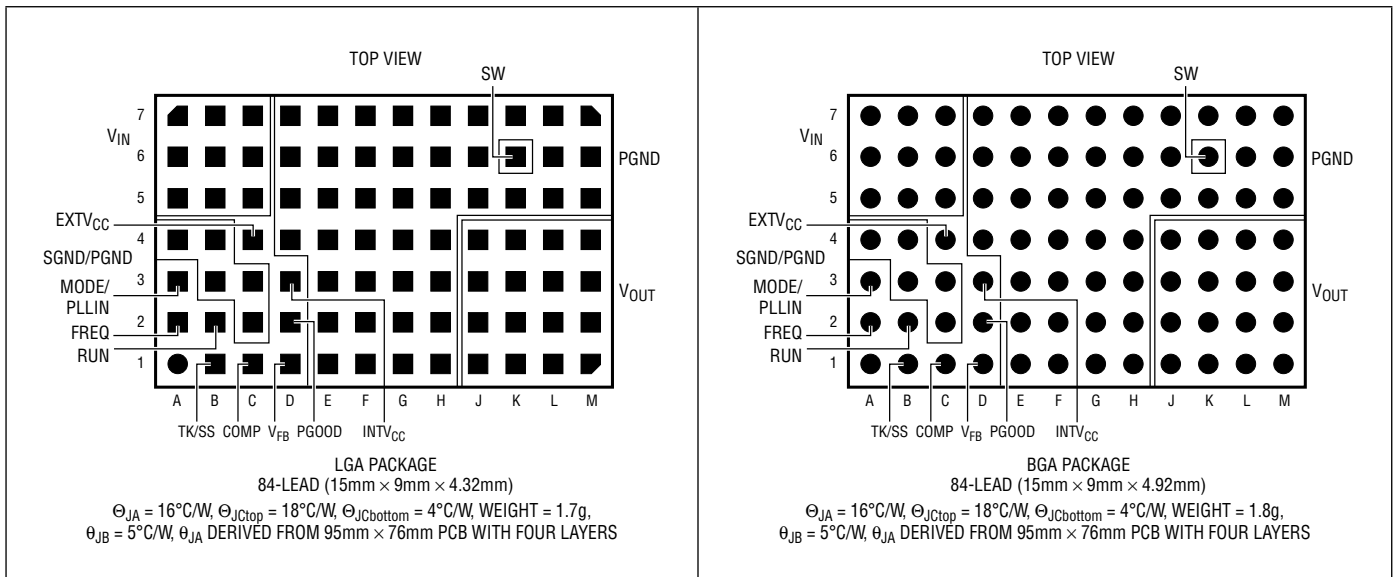 TOP VIEW
SW
7
V_IN
6
PGND
5
EXTV_CC
4
SGND/PGND
3
MODE/
PLLIN
V_OUT
2
FREQ
RUN
1
A B C D E F G H J K L M
TK/SS COMP V_FB PGOOD INTV_CC
LGA PACKAGE
84-LEAD (15mm × 9mm × 4.32mm)
Θ_JA = 16°C/W, Θ_JCtop = 18°C/W, Θ_JCbottom = 4°C/W, WEIGHT = 1.7g,
θ_JB = 5°C/W, θ_JA DERIVED FROM 95mm × 76mm PCB WITH FOUR LAYERS
TOP VIEW
SW
7
V_IN
6
PGND
5
EXTV_CC
4
SGND/PGND
3
MODE/
PLLIN
V_OUT
2
FREQ
RUN
1
A B C D E F G H J K L M
TK/SS COMP V_FB PGOOD INTV_CC
BGA PACKAGE
84-LEAD (15mm × 9mm × 4.92mm)
Θ_JA = 16°C/W, Θ_JCtop = 18°C/W, Θ_JCbottom = 4°C/W, WEIGHT = 1.8g,
θ_JB = 5°C/W, θ_JA DERIVED FROM 95mm × 76mm PCB WITH FOUR LAYERS